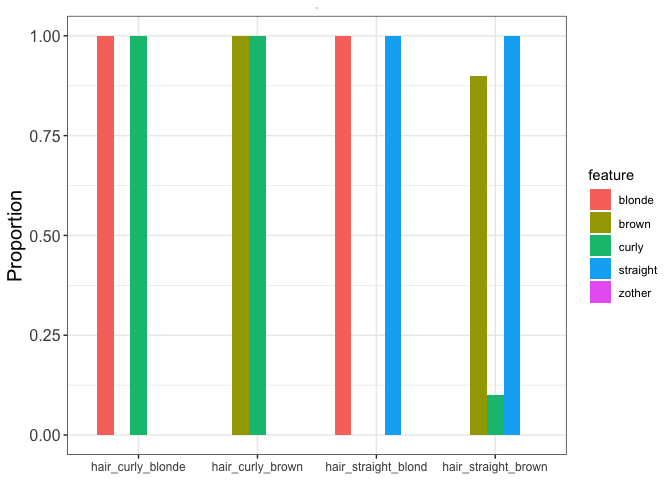 1.00
0.75
0.50
0.25
0.00
Proportion
hair_curly_blonde hair_curly_brown hair_straight_blond hair_straight_brown
feature
blonde
brown
curly
straight
zother